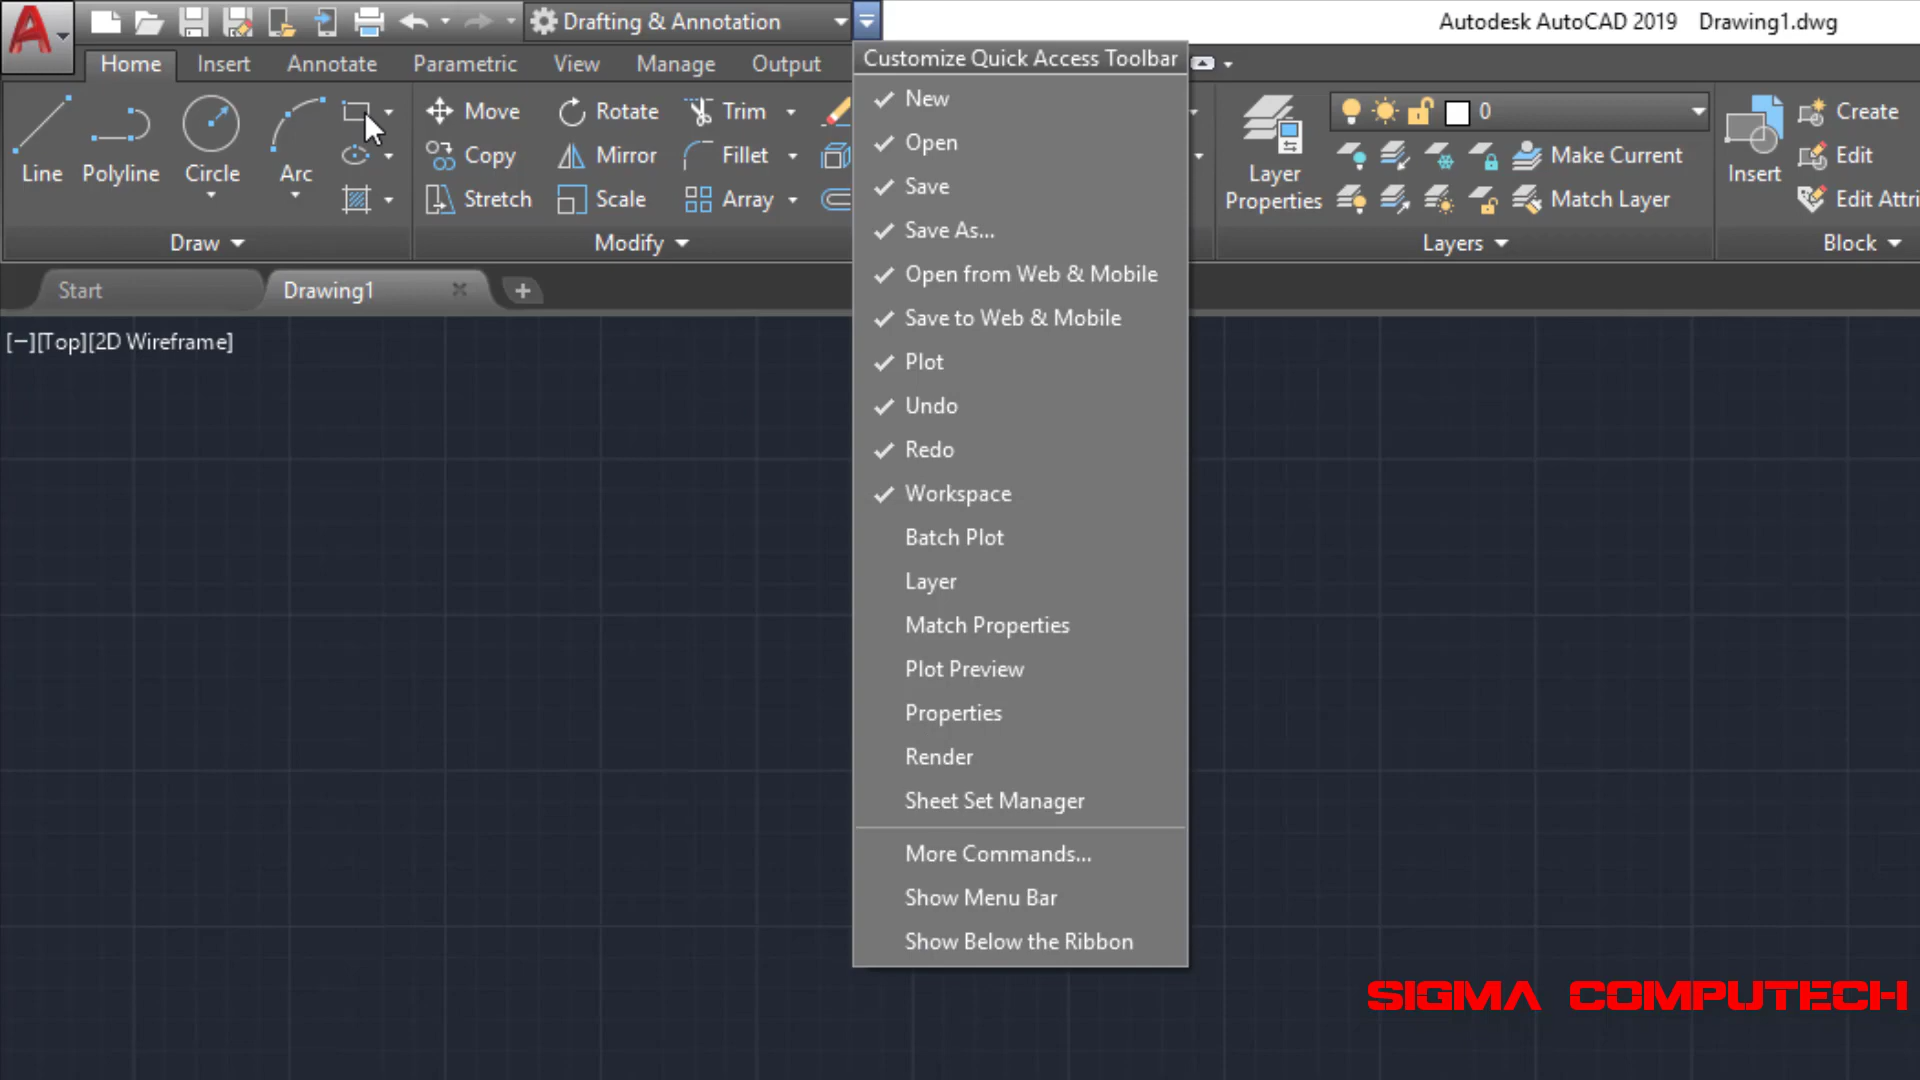 Drafting & Annotation
Autodesk AutoCAD 2019 Drawing1.dwg
Home Insert Annotate Parametric View Manage Output
Customize Quick Access Toolbar
Line Polyline Circle Arc
Move Rotate Trim
Copy Mirror Fillet
Stretch Scale Array
Draw Modify
Layer
Properties
0
Make Current
Match Layer
Layers
Insert
Create
Edit
Edit Attri
Block
Start Drawing1
[−][Top][2D Wireframe]
New
Open
Save
Save As...
Open from Web & Mobile
Save to Web & Mobile
Plot
Undo
Redo
Workspace
Batch Plot
Layer
Match Properties
Plot Preview
Properties
Render
Sheet Set Manager
More Commands...
Show Menu Bar
Show Below the Ribbon
SIGMA COMPUTECH